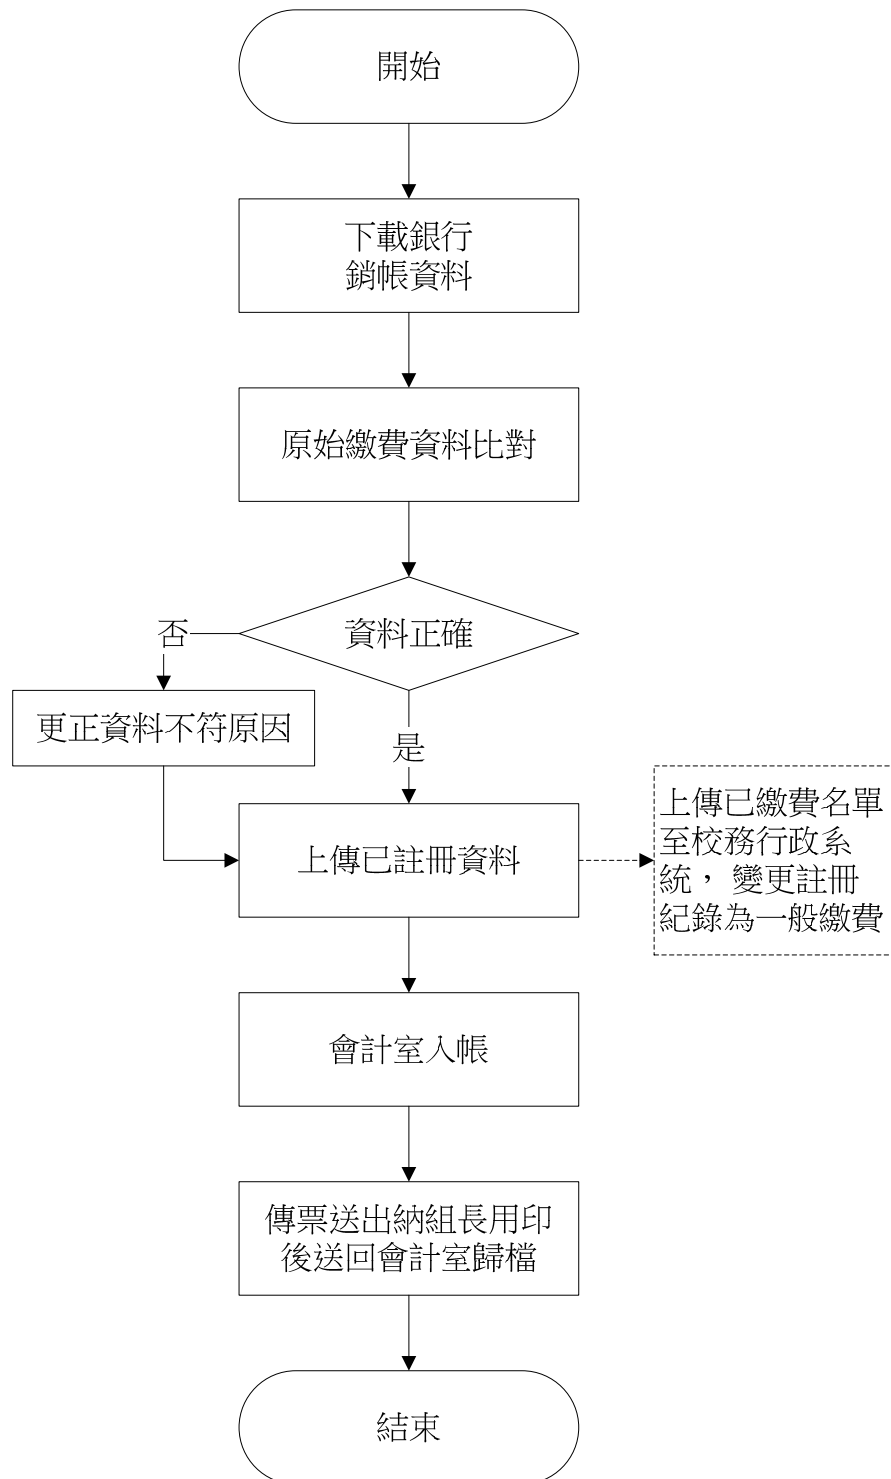 開始
下載銀行
銷帳資料
原始繳費資料比對
資料正確
否
更正資料不符原因
是
上傳已註冊資料
上傳已繳費名單
至校務行政系
統， 變更註冊
紀錄為一般繳費
會計室入帳
傳票送出納組長用印
後送回會計室歸檔
結束